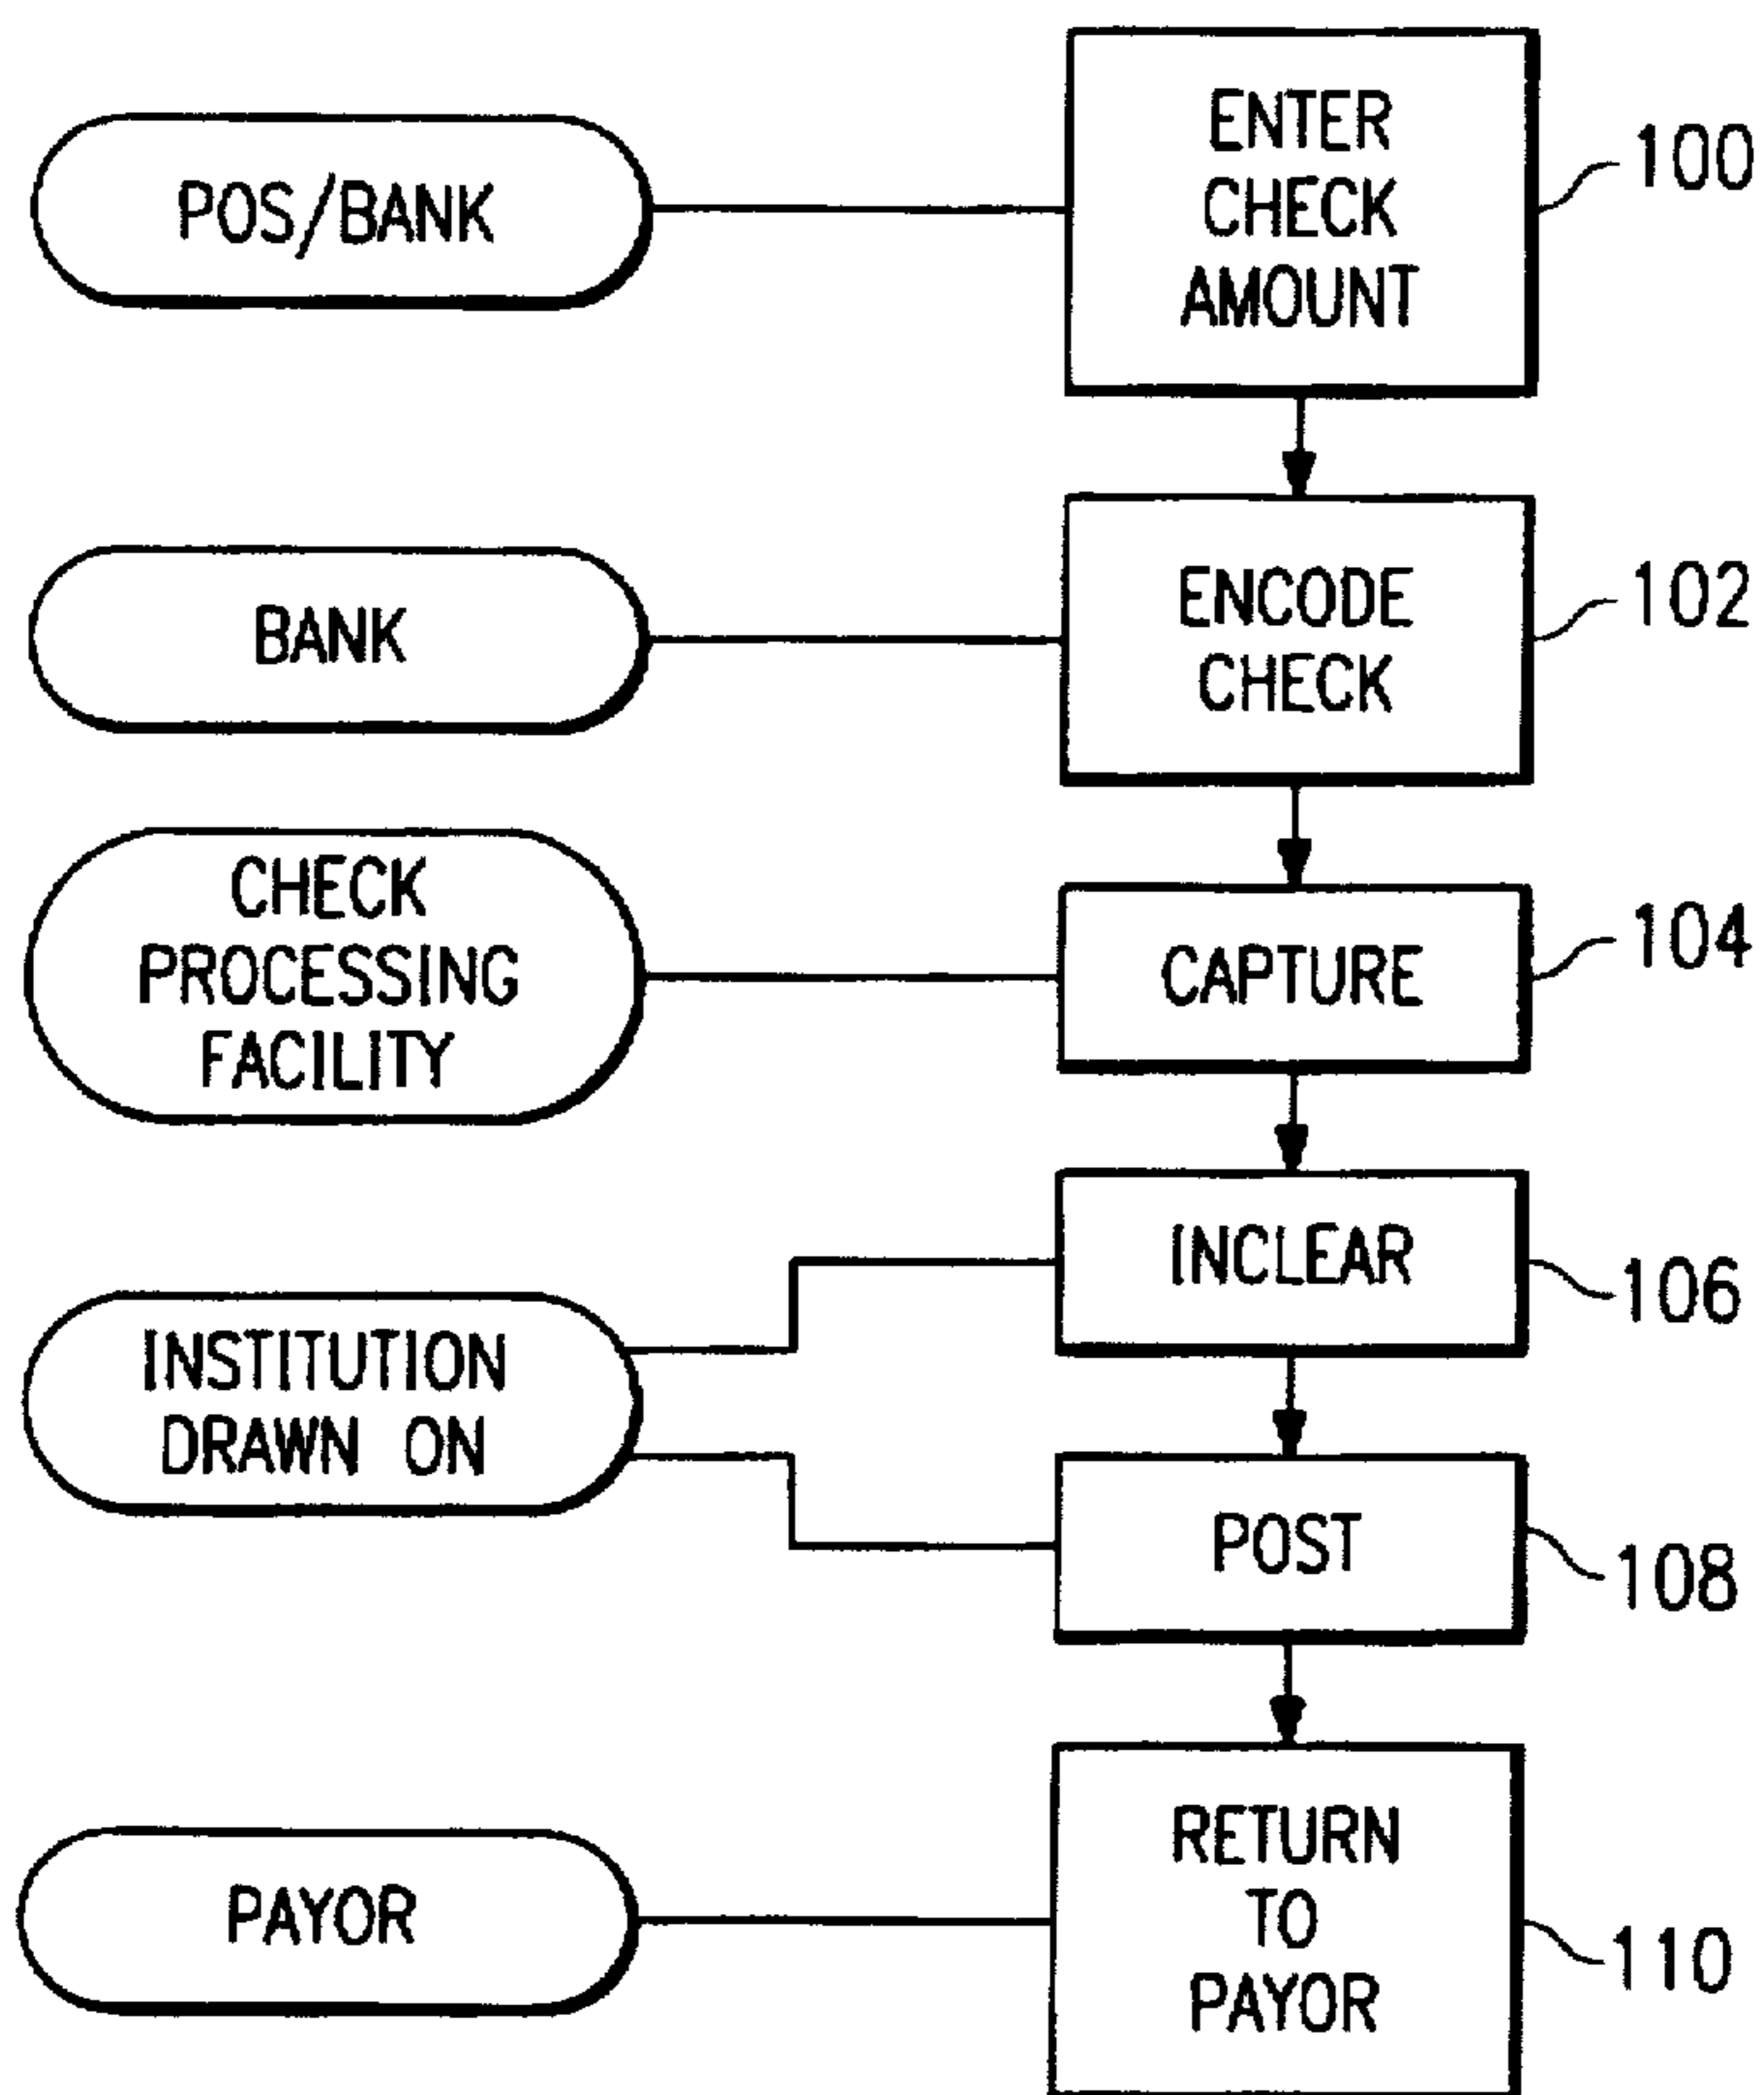 POS/BANK
ENTER
CHECK
AMOUNT
100
BANK
ENCODE
CHECK
102
CHECK
PROCESSING
FACILITY
CAPTURE
104
INSTITUTION
DRAWN ON
INCLEAR
106
POST
108
PAYOR
RETURN
TO
PAYOR
110